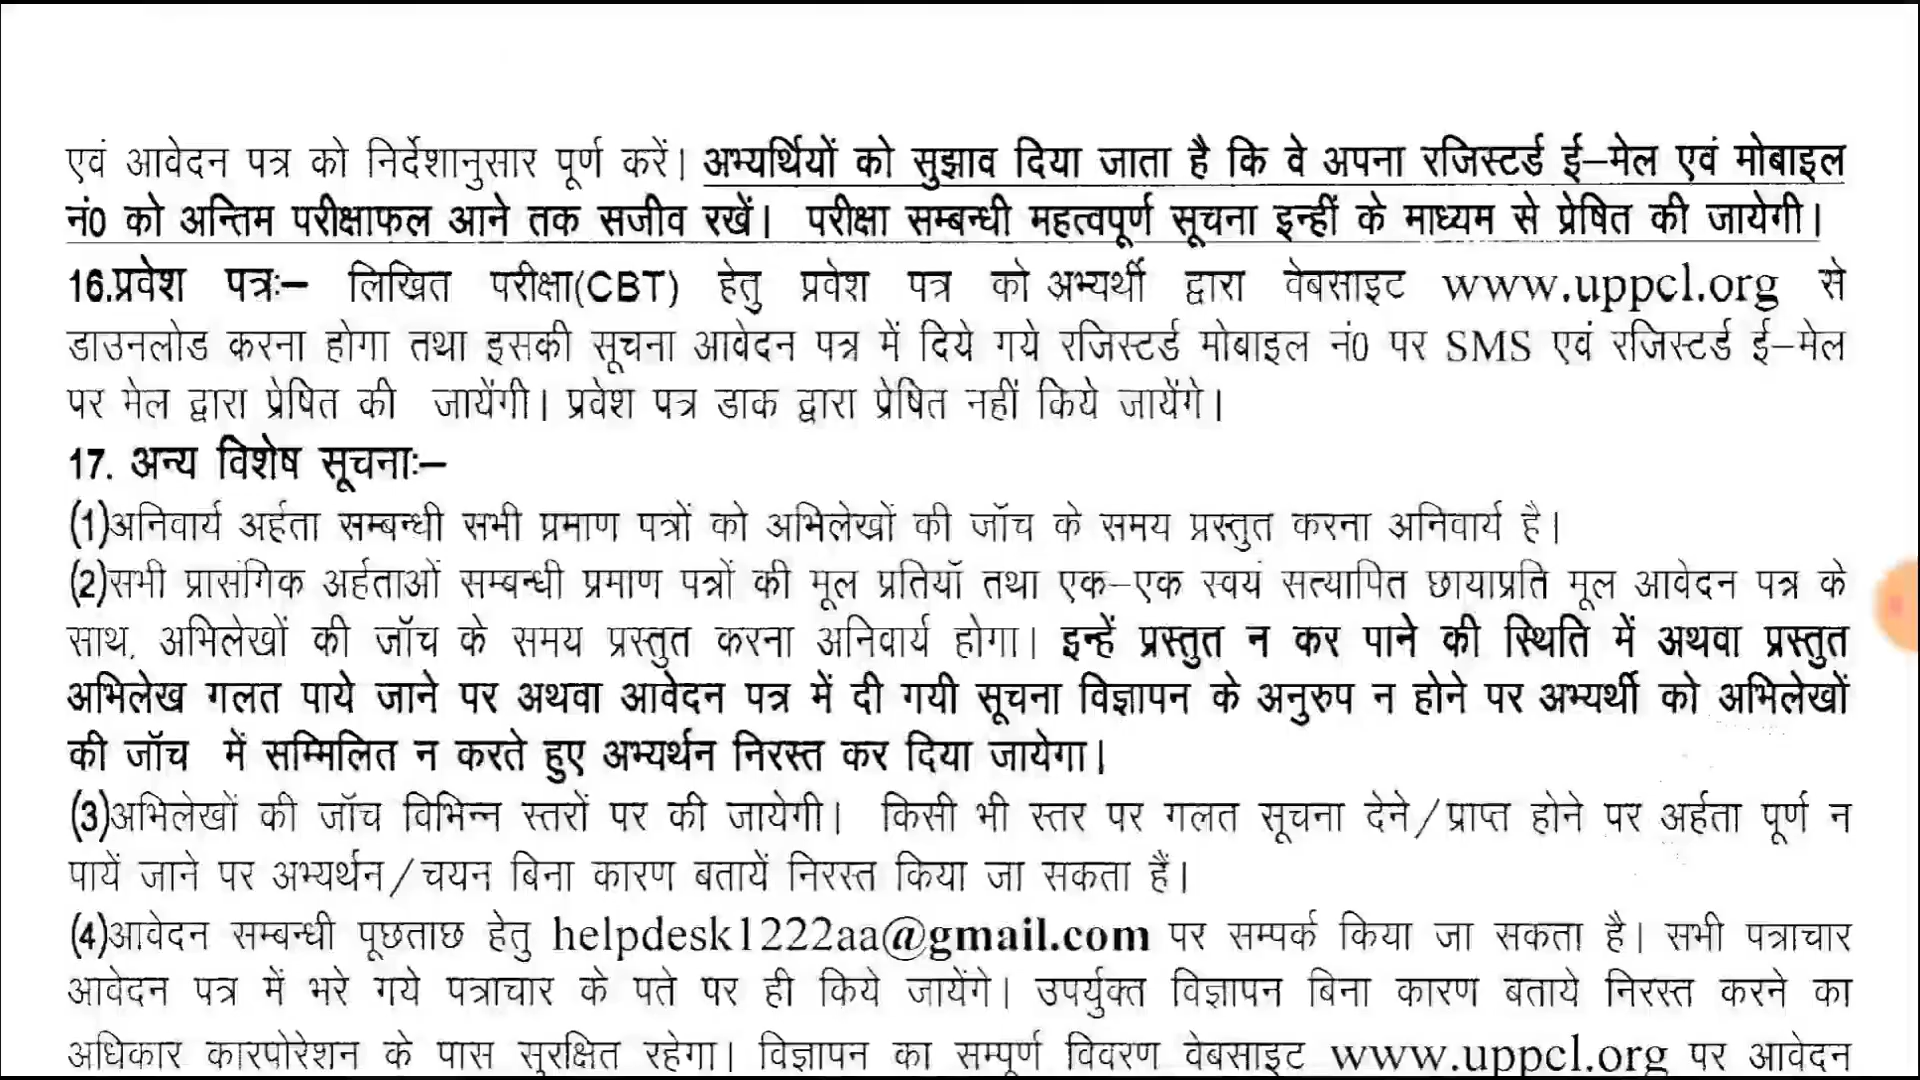 एवं आवेदन पत्र को निर्देशानुसार पूर्ण करें। अभ्यर्थियों को सुझाव दिया जाता है कि वे अपना रजिस्टर्ड ई–मेल एवं मोबाइल
नं0 को अन्तिम परीक्षाफल आने तक सजीव रखें। परीक्षा सम्बन्धी महत्वपूर्ण सूचना इन्हीं के माध्यम से प्रेषित की जायेगी।
16.प्रवेश पत्रः– लिखित परीक्षा(CBT) हेतु प्रवेश पत्र को अभ्यर्थी द्वारा वेबसाइट www.uppcl.org से
डाउनलोड करना होगा तथा इसकी सूचना आवेदन पत्र में दिये गये रजिस्टर्ड मोबाइल नं0 पर SMS एवं रजिस्टर्ड ई–मेल
पर मेल द्वारा प्रेषित की जायेंगी। प्रवेश पत्र डाक द्वारा प्रेषित नहीं किये जायेंगे।
17. अन्य विशेष सूचनाः–
(1)अनिवार्य अर्हता सम्बन्धी सभी प्रमाण पत्रों को अभिलेखों की जॉच के समय प्रस्तुत करना अनिवार्य है।
(2)सभी प्रासंगिक अर्हताओं सम्बन्धी प्रमाण पत्रों की मूल प्रतियॉ तथा एक–एक स्वयं सत्यापित छायाप्रति मूल आवेदन पत्र के
साथ, अभिलेखों की जॉच के समय प्रस्तुत करना अनिवार्य होगा। इन्हें प्रस्तुत न कर पाने की स्थिति में अथवा प्रस्तुत
अभिलेख गलत पाये जाने पर अथवा आवेदन पत्र में दी गयी सूचना विज्ञापन के अनुरुप न होने पर अभ्यर्थी को अभिलेखों
की जॉच में सम्मिलित न करते हुए अभ्यर्थन निरस्त कर दिया जायेगा।
(3)अभिलेखों की जॉच विभिन्न स्तरों पर की जायेगी। किसी भी स्तर पर गलत सूचना देने/प्राप्त होने पर अर्हता पूर्ण न
पायें जाने पर अभ्यर्थन/चयन बिना कारण बतायें निरस्त किया जा सकता हैं।
(4)आवेदन सम्बन्धी पूछताछ हेतु helpdesk1222aa@gmail.com पर सम्पर्क किया जा सकता है। सभी पत्राचार
आवेदन पत्र में भरे गये पत्राचार के पते पर ही किये जायेंगे। उपर्युक्त विज्ञापन बिना कारण बताये निरस्त करने का
अधिकार कारपोरेशन के पास सुरक्षित रहेगा। विज्ञापन का सम्पूर्ण विवरण वेबसाइट www.uppcl.org पर आवेदन